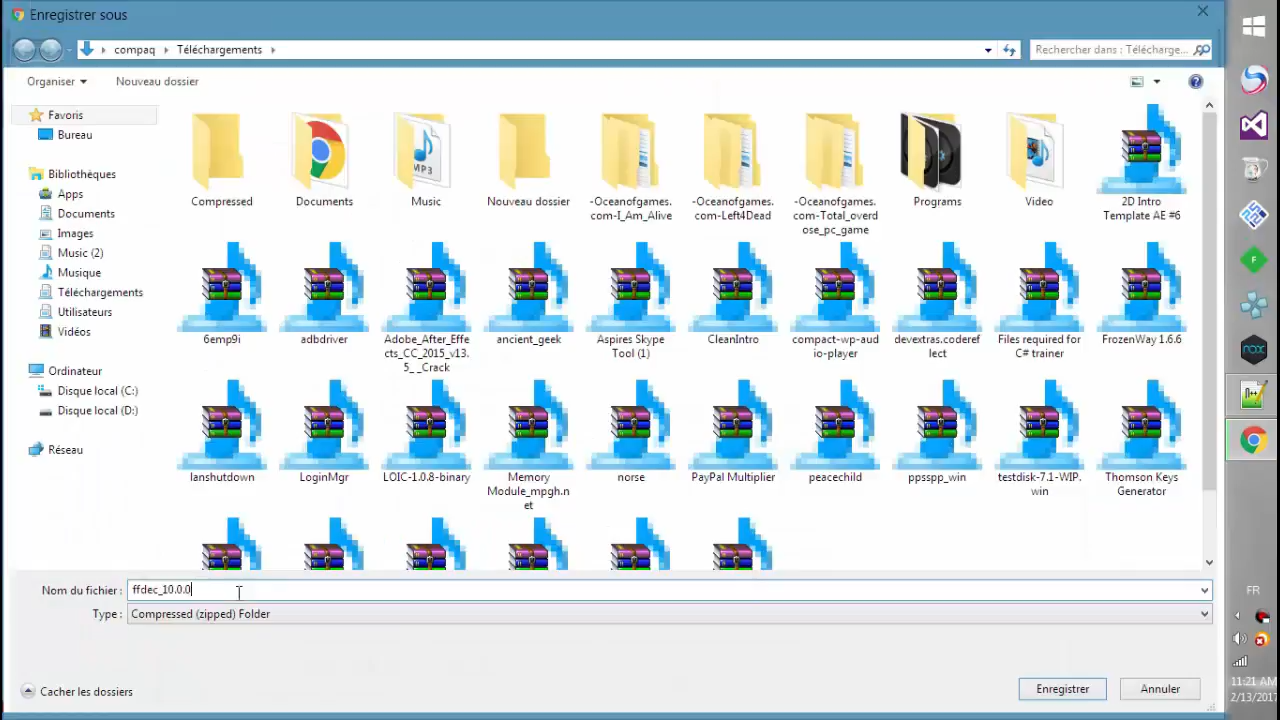 Enregistrer sous
compaq
Téléchargements
Rechercher dans : Télécharge...
Organiser
Nouveau dossier
Favoris
Bureau
Bibliothèques
Apps
Documents
Images
Music (2)
Musique
Téléchargements
Utilisateurs
Vidéos
Ordinateur
Disque local (C:)
Disque local (D:)
Réseau
Compressed
Documents
MP3
Music
Nouveau dossier
-Oceanofgames.
com-I_Am_Alive
-Oceanofgames.
com-Left4Dead
-Oceanofgames.
com-Total_overd
ose_pc_game
Programs
Video
2D Intro
Template AE #6
6emp9i
adbdriver
Adobe_After_Effe
cts_CC_2015_v13.
5_ _Crack
ancient_geek
Aspires Skype
Tool (1)
CleanIntro
compact-wp-aud
io-player
devextras.coderef
lect
Files required for
C# trainer
FrozenWay 1.6.6
lanshutdown
LoginMgr
LOIC-1.0.8-binary
Memory
Module_mpgh.n
et
norse
PayPal Multiplier
peacechild
ppsspp_win
testdisk-7.1-WIP.
win
Thomson Keys
Generator
Nom du fichier :
ffdec_10.0.0
Type :
Compressed (zipped) Folder
Cacher les dossiers
Enregistrer
Annuler
nox
FR
11:21 AM
2/13/2017